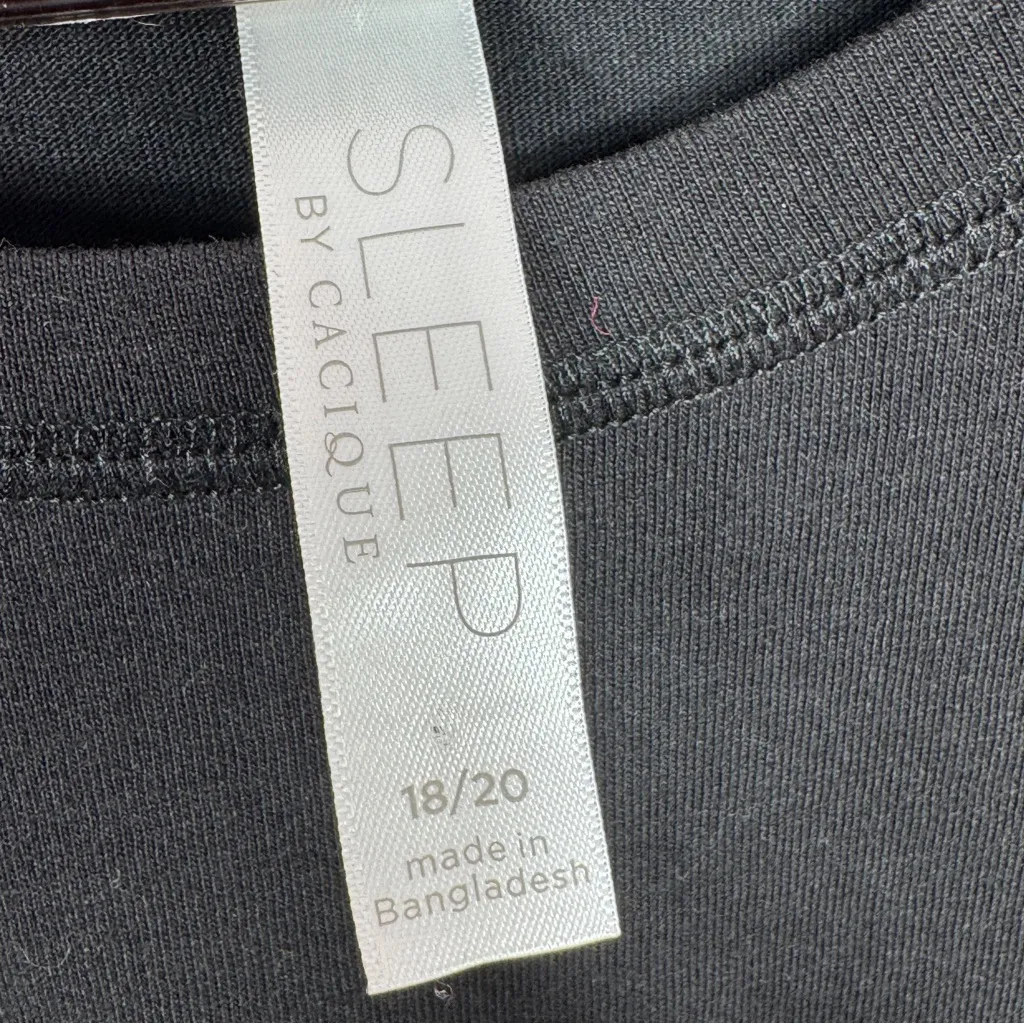 SLEEP
BY CACIQUE
18/20
made in
Bangladesh